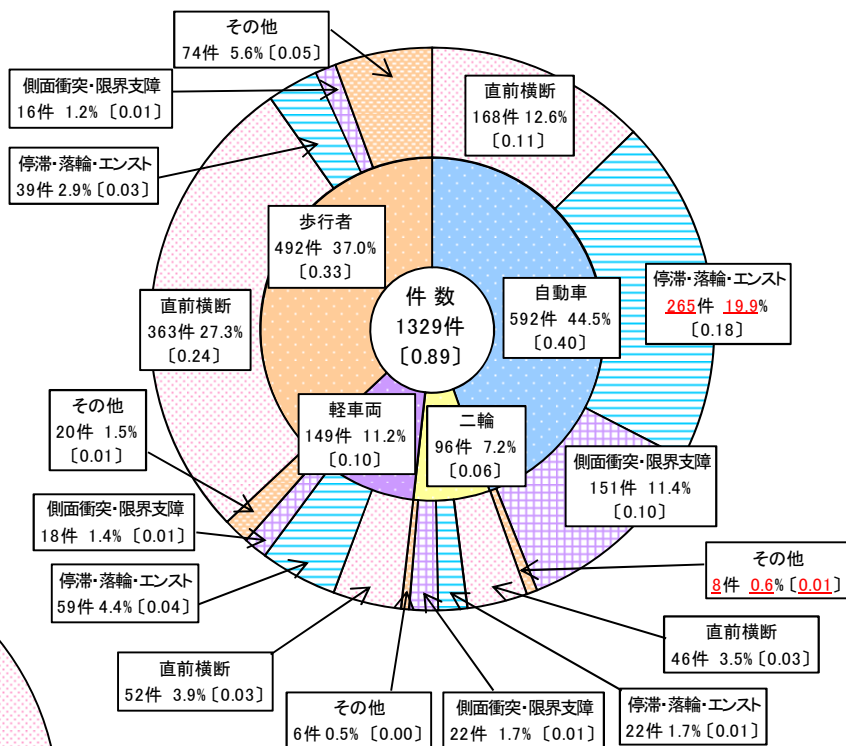 その他
74件 5.6%〔0.05〕
側面衝突・限界支障
16件 1.2%〔0.01〕
停滞・落輪・エンスト
39件 2.9%〔0.03〕
直前横断
168件 12.6%
〔0.11〕
歩行者
492件 37.0%
〔0.33〕
件 数
1329件
〔0.89〕
自動車
592件 44.5%
〔0.40〕
停滞・落輪・エンスト
265件 19.9%
〔0.18〕
直前横断
363件 27.3%
〔0.24〕
その他
20件 1.5%
〔0.01〕
軽車両
149件 11.2%
〔0.10〕
二輪
96件 7.2%
〔0.06〕
側面衝突・限界支障
151件 11.4%
〔0.10〕
側面衝突・限界支障
18件 1.4%〔0.01〕
その他
8件 0.6%〔0.01〕
停滞・落輪・エンスト
59件 4.4%〔0.04〕
直前横断
46件 3.5%〔0.03〕
直前横断
52件 3.9%〔0.03〕
その他
6件 0.5%〔0.00〕
側面衝突・限界支障
22件 1.7%〔0.01〕
停滞・落輪・エンスト
22件 1.7%〔0.01〕